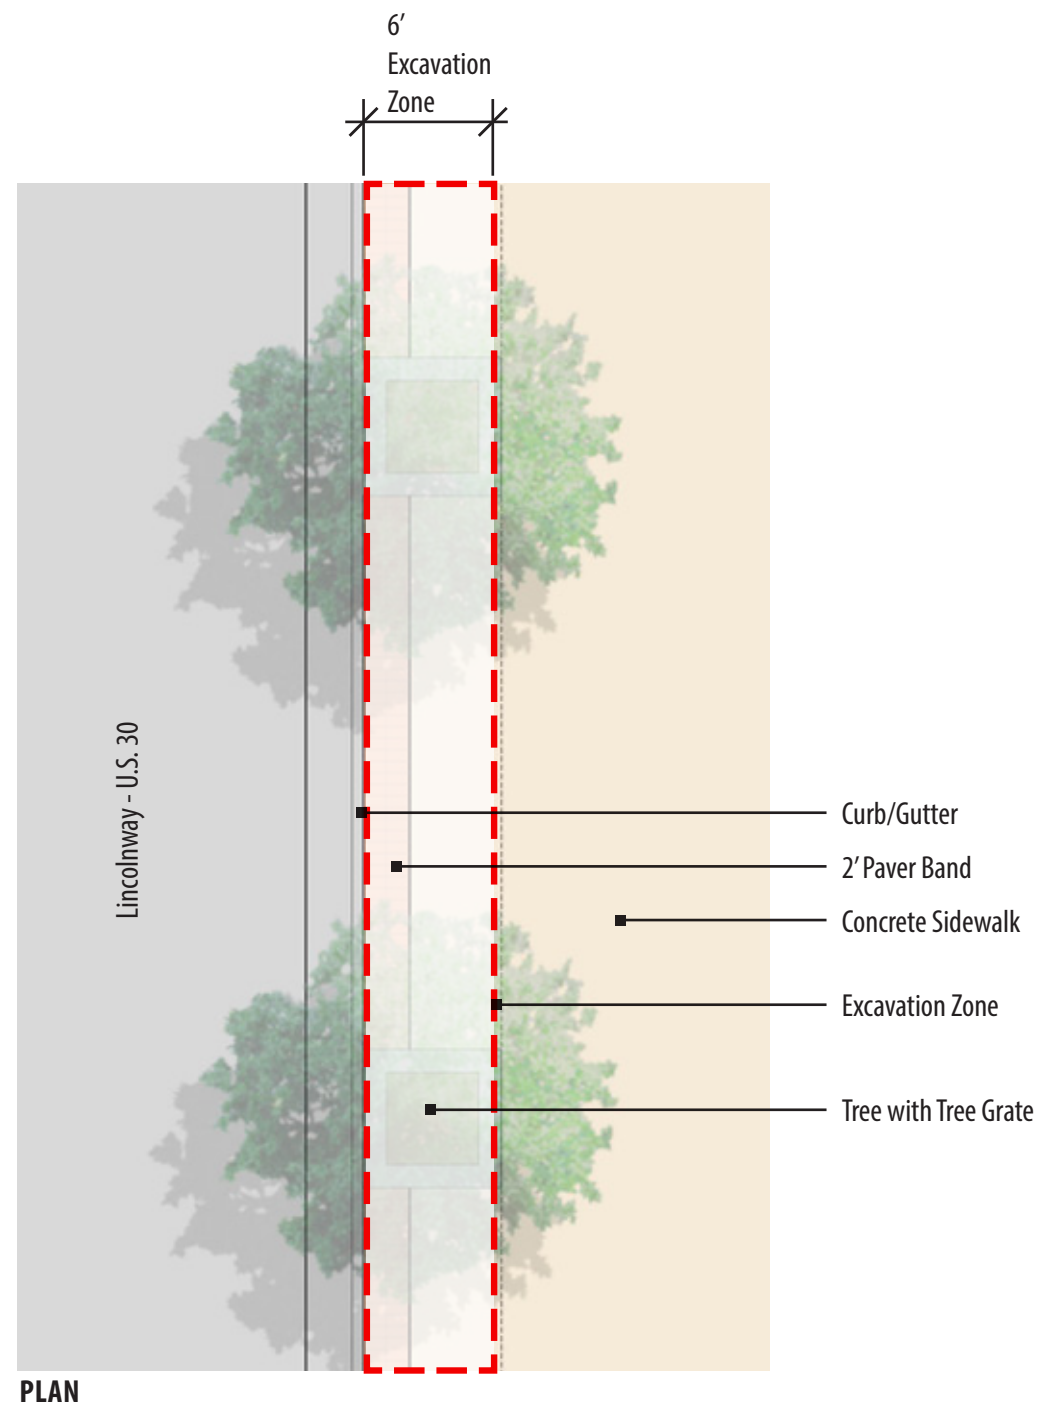 6’
Excavation
Zone
Lincolnway - U.S. 30
Curb/Gutter
2’ Paver Band
Concrete Sidewalk
Excavation Zone
Tree with Tree Grate
PLAN